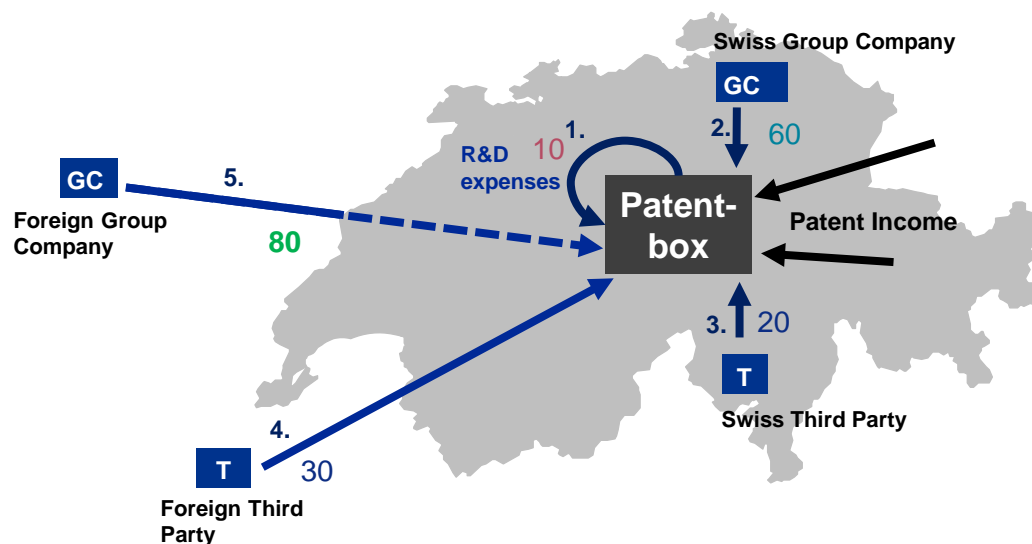 Swiss Group Company
GC
2.
60
1.
10
R&D
expenses
GC
5.
Foreign Group
Company
80
Patent-
box
Patent Income
3.
20
T
Swiss Third Party
4.
30
T
Foreign Third
Party